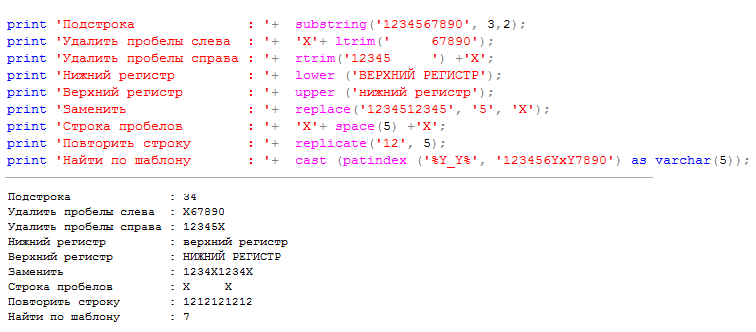 print 'Подстрока               : '+  substring('1234567890', 3,2);
print 'Удалить пробелы слева  : '+  'X'+ ltrim('      67890');
print 'Удалить пробелы справа : '+  rtrim('12345      ') +'X';
print 'Нижний регистр         : '+  lower ('ВЕРХНИЙ РЕГИСТР');
print 'Верхний регистр        : '+  upper ('нижний регистр');
print 'Заменить               : '+  replace('1234512345', '5', 'X');
print 'Строка пробелов        : '+  'X'+ space(5) +'X';
print 'Повторить строку       : '+  replicate('12', 5);
print 'Найти по шаблону       : '+  cast (patindex ('%Y_Y%', '123456YxY7890') as varchar(5));
Подстрока              : 34
Удалить пробелы слева  : X67890
Удалить пробелы справа : 12345X
Нижний регистр         : верхний регистр
Верхний регистр        : НИЖНИЙ РЕГИСТР
Заменить               : 1234X1234X
Строка пробелов        : X     X
Повторить строку       : 1212121212
Найти по шаблону       : 7